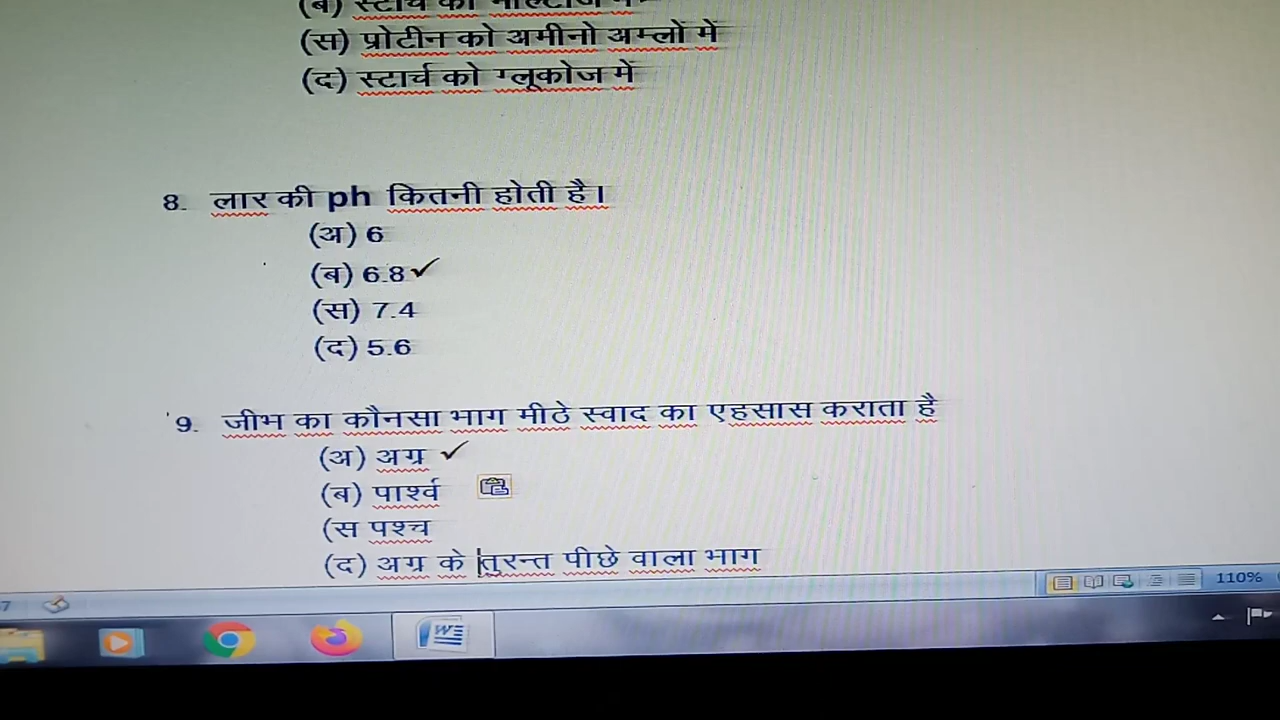 (ब) स्टार्च को माल्टोज में
(स) प्रोटीन को अमीनो अम्लों में
(द) स्टार्च को ग्लूकोज में
8. लार की ph कितनी होती है।
(अ) 6
(ब) 6.8✓
(स) 7.4
(द) 5.6
9. जीभ का कौनसा भाग मीठे स्वाद का एहसास कराता है
(अ) अग्र ✓
(ब) पार्श्व
(स पश्च
(द) अग्र के तुरन्त पीछे वाला भाग
110%